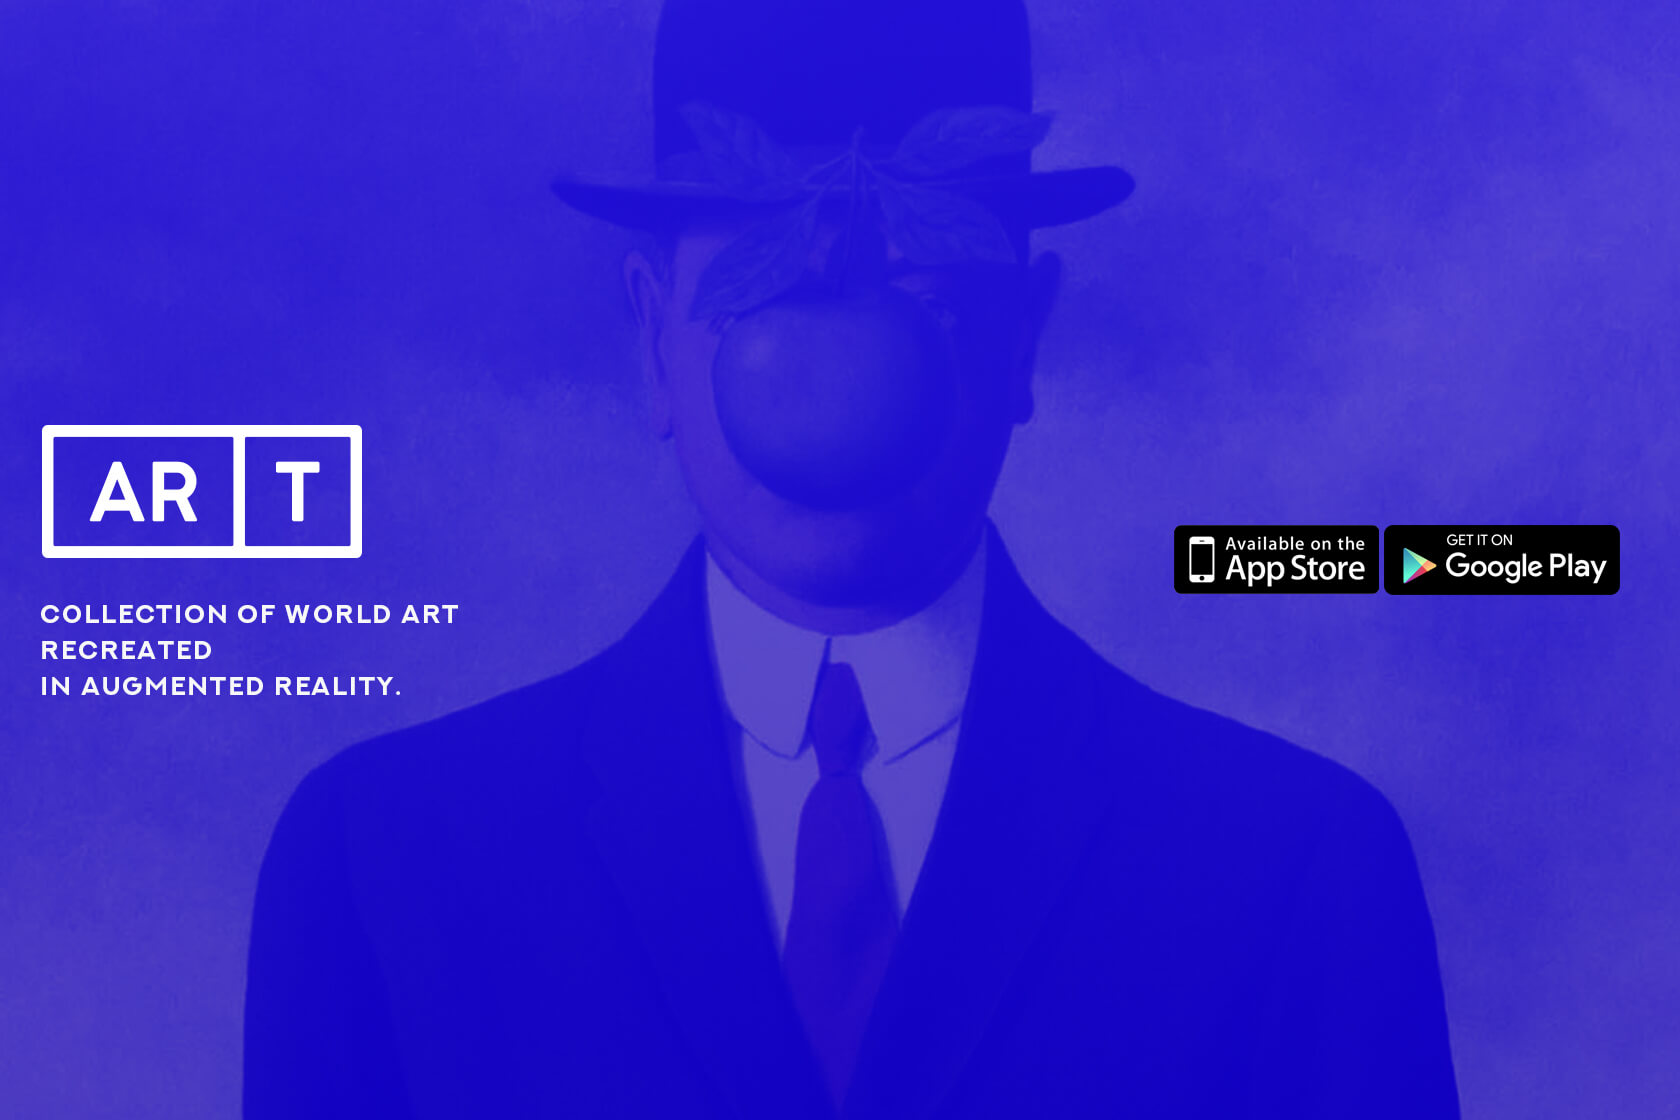 AR T
COLLECTION OF WORLD ART
RECREATED
IN AUGMENTED REALITY.
Available on the
App Store
GET IT ON
Google Play